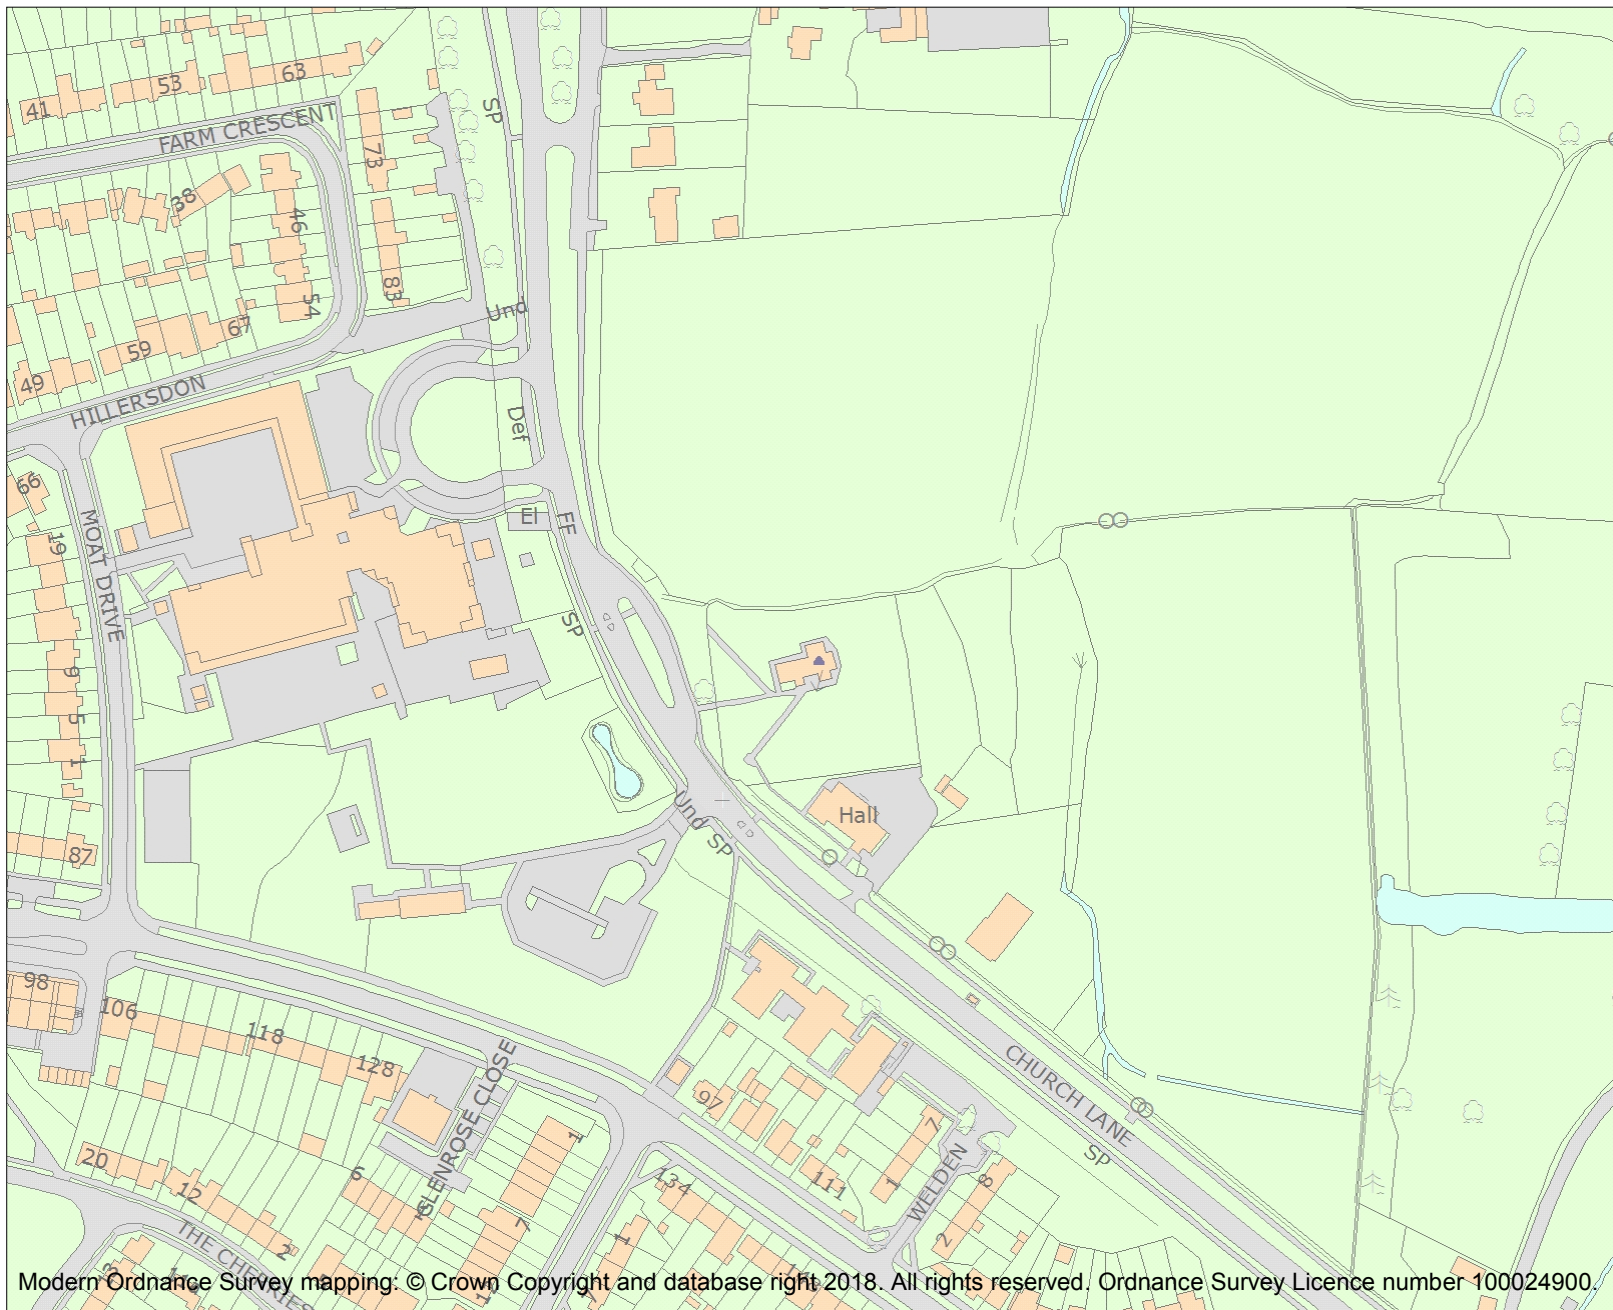 53
63
41
FARM CRESCENT
SP
73
38
46
83
54
Und
67
59
49
HILLERSDON
Def
66
MOAT DRIVE
El
FF
19
SP
9
5
1
Hall
Und
SP
87
98
106
118
128
GLENROSE CLOSE
97
CHURCH LANE
SP
7
1
111
WELDEN
8
2
134
1
7
1
20
12
6
2
THE CHERRIES
Modern Ordnance Survey mapping: © Crown Copyright and database right 2018. All rights reserved. Ordnance Survey Licence number 100024900.